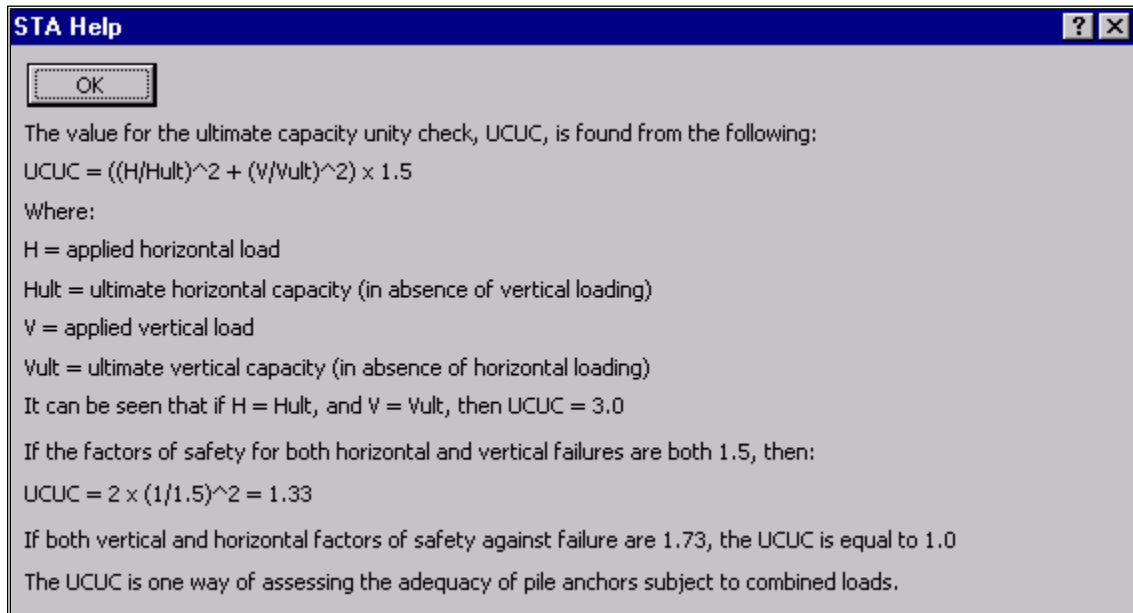 STA Help
? X
OK
The value for the ultimate capacity unity check, UCUC, is found from the following:
UCUC = ((H/Hult)^2 + (V/Vult)^2) x 1.5
Where:
H = applied horizontal load
Hult = ultimate horizontal capacity (in absence of vertical loading)
V = applied vertical load
Vult = ultimate vertical capacity (in absence of horizontal loading)
It can be seen that if H = Hult, and V = Vult, then UCUC = 3.0
If the factors of safety for both horizontal and vertical failures are both 1.5, then:
UCUC = 2 x (1/1.5)^2 = 1.33
If both vertical and horizontal factors of safety against failure are 1.73, the UCUC is equal to 1.0
The UCUC is one way of assessing the adequacy of pile anchors subject to combined loads.